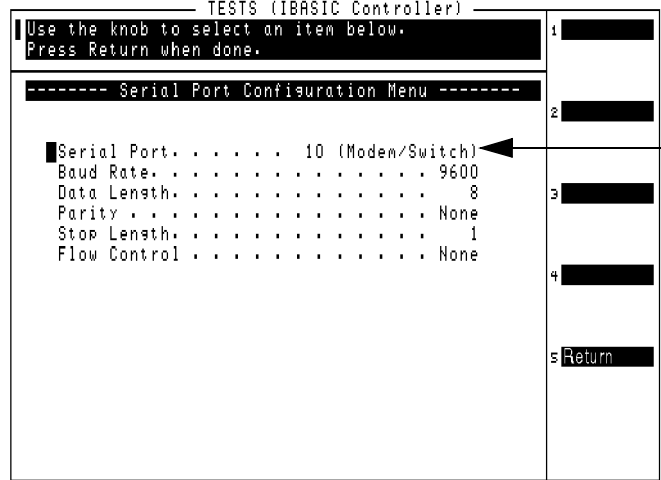 TESTS (IBASIC Controller)
Use the knob to select an item below.
Press Return when done.
-------- Serial Port Configuration Menu --------
Serial Port. . . . . . 10 (Modem/Switch)
Baud Rate. . . . . . . . . . . . . . 9600
Data Length. . . . . . . . . . . . . 8
Parity . . . . . . . . . . . . . . . None
Stop Length. . . . . . . . . . . . . 1
Flow Control . . . . . . . . . . . . None
1
2
3
4
5 Return